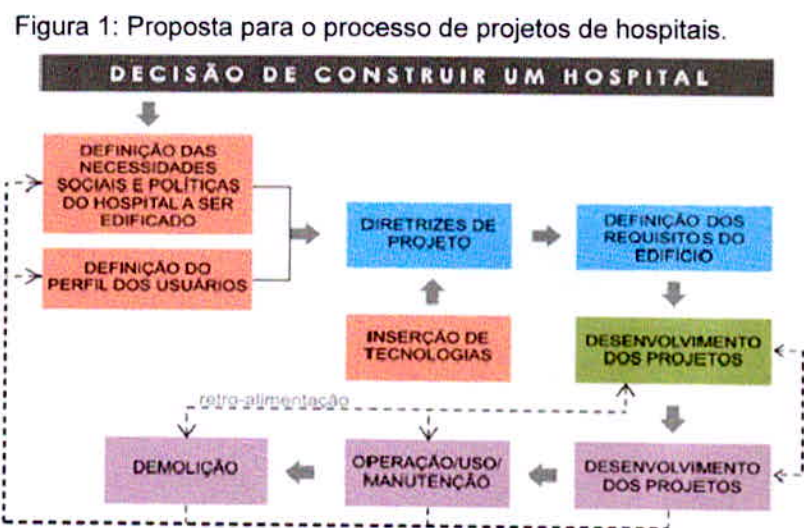 Figura 1: Proposta para o processo de projetos de hospitais.
DECISÃO DE CONSTRUIR UM HOSPITAL
DEFINIÇÃO DAS
NECESSIDADES
SOCIAIS E POLÍTICAS
DO HOSPITAL A SER
EDIFICADO
DEFINIÇÃO DO
PERFIL DOS USUÁRIOS
DIRETRIZES DE
PROJETO
DEFINIÇÃO DOS
REQUISITOS DO
EDIFÍCIO
INSERÇÃO DE
TECNOLOGIAS
DESENVOLVIMENTO
DOS PROJETOS
retro-alimentação
DEMOLIÇÃO
OPERAÇÃO/USO/
MANUTENÇÃO
DESENVOLVIMENTO
DOS PROJETOS